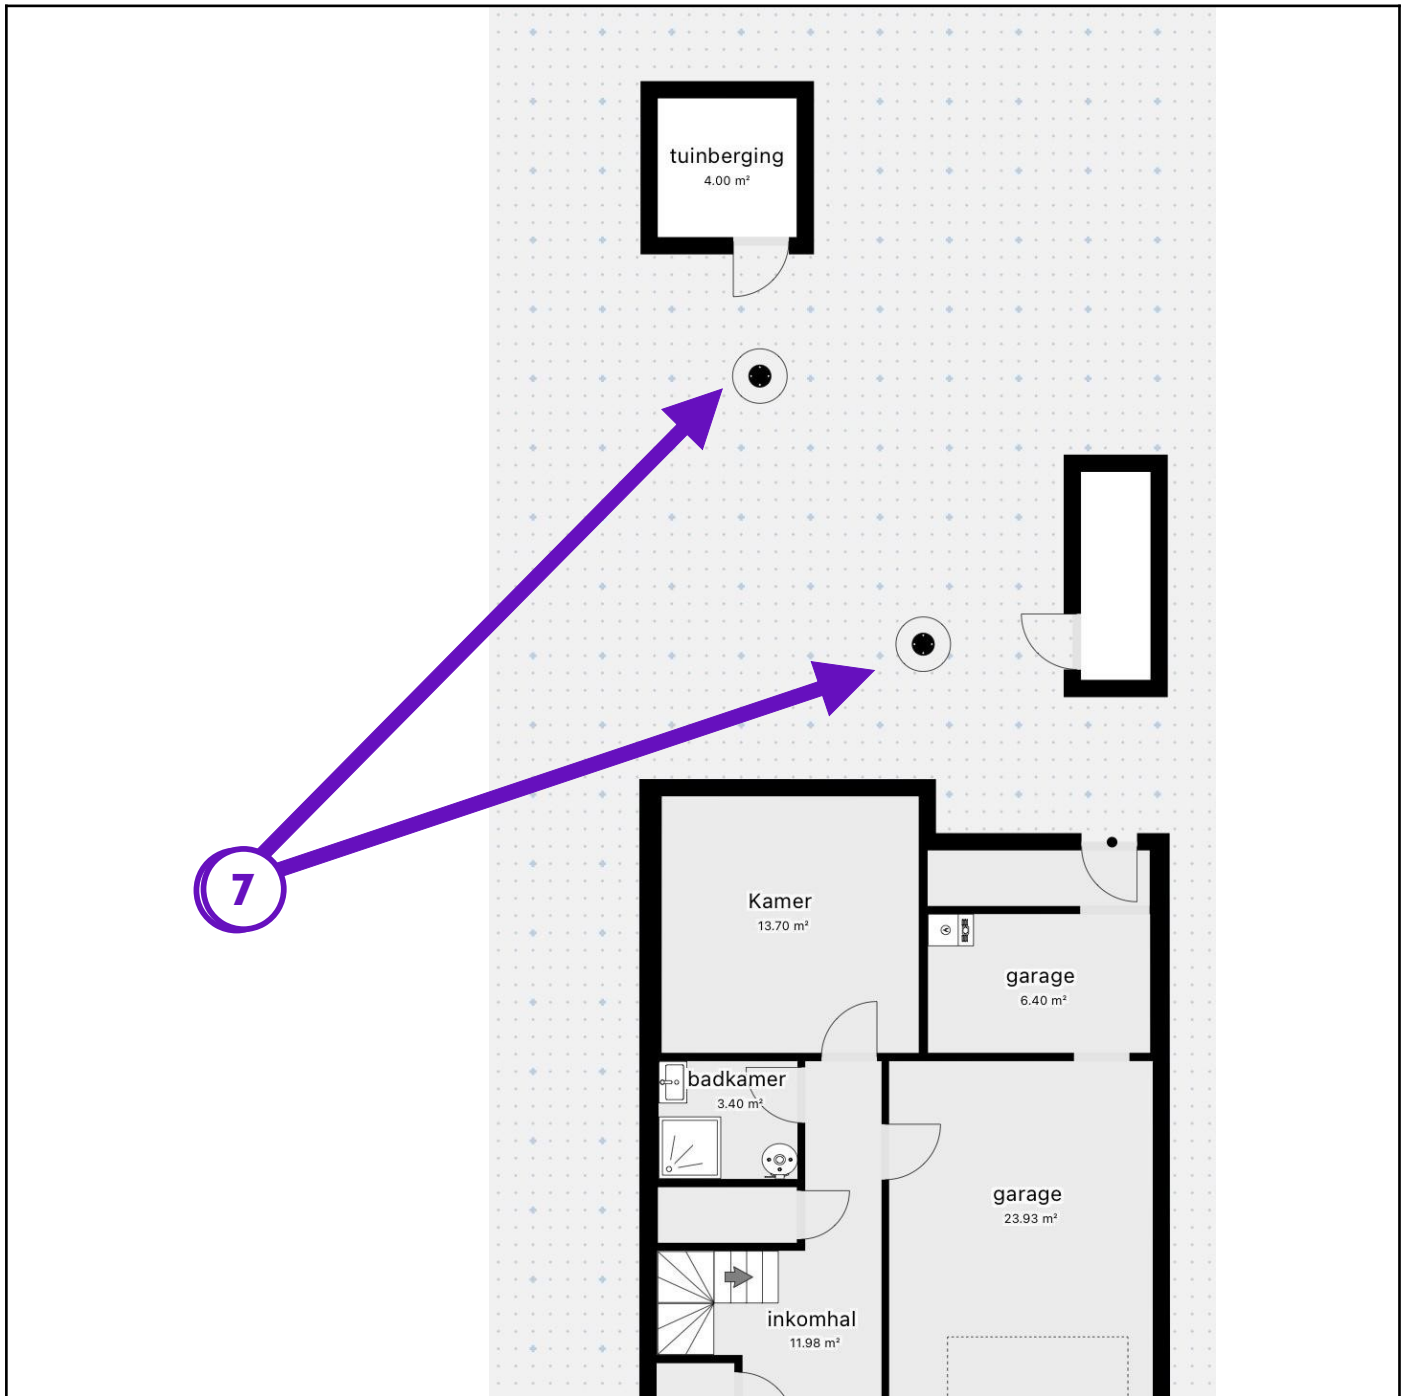 tuinberging
4.00 m²
7
Kamer
13.70 m²
garage
6.40 m²
badkamer
3.40 m²
garage
23.93 m²
inkomhal
11.98 m²